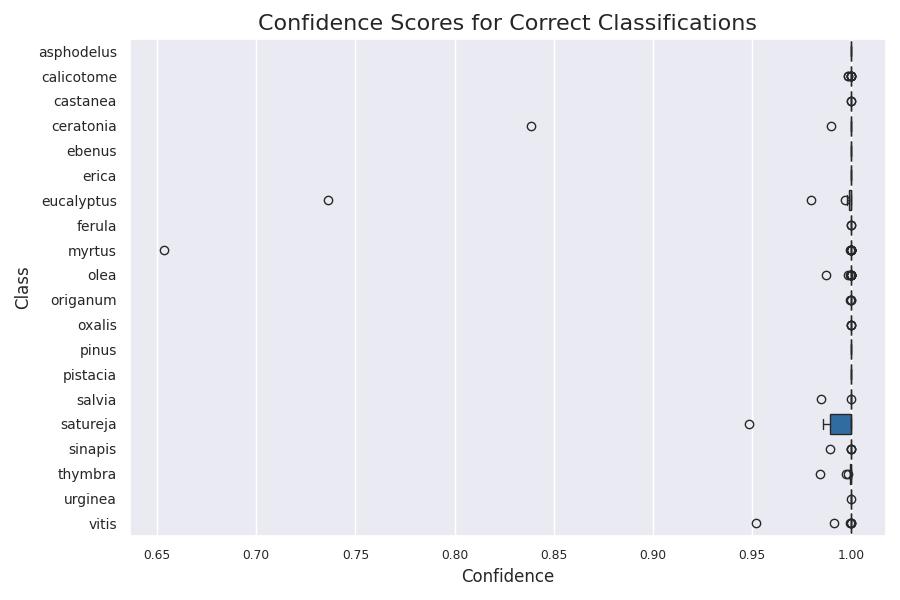 Confidence Scores for Correct Classifications
asphodelus
calicotome
castanea
ceratonia
ebenus
erica
eucalyptus
ferula
myrtus
olea
origanum
oxalis
pinus
pistacia
salvia
satureja
sinapis
thymbra
urginea
vitis
Class
0.65 0.70 0.75 0.80 0.85 0.90 0.95 1.00
Confidence